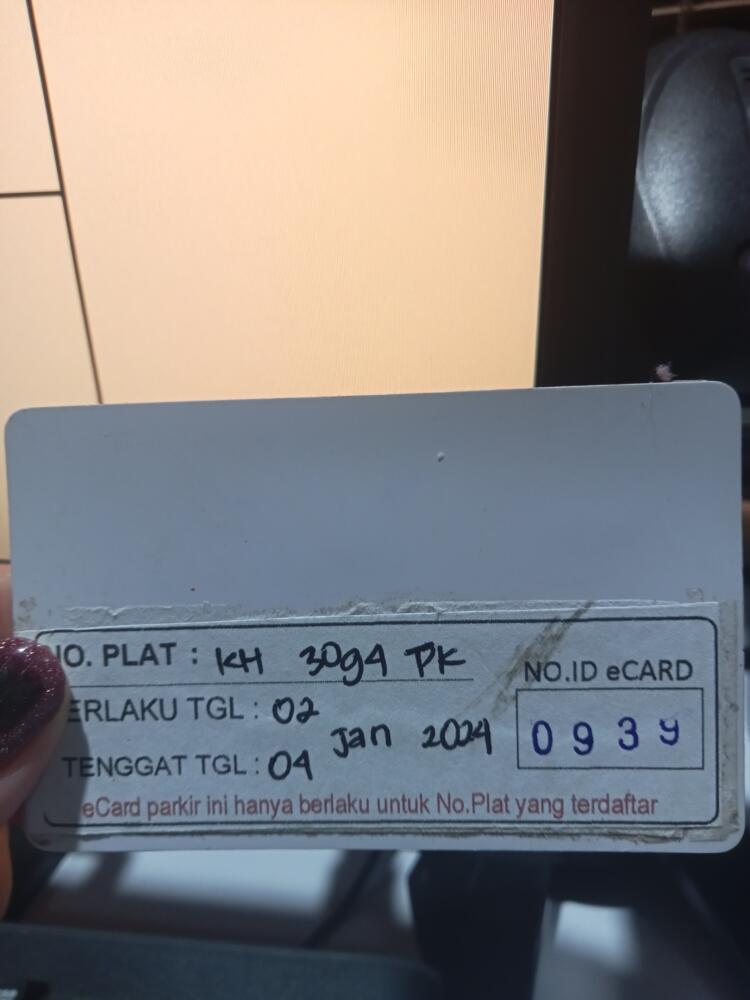 NO. PLAT : KH 3094 PK
NO.ID eCARD
BERLAKU TGL : 02
Jan 2024
0939
TENGGAT TGL : 04
eCard parkir ini hanya berlaku untuk No.Plat yang terdaftar